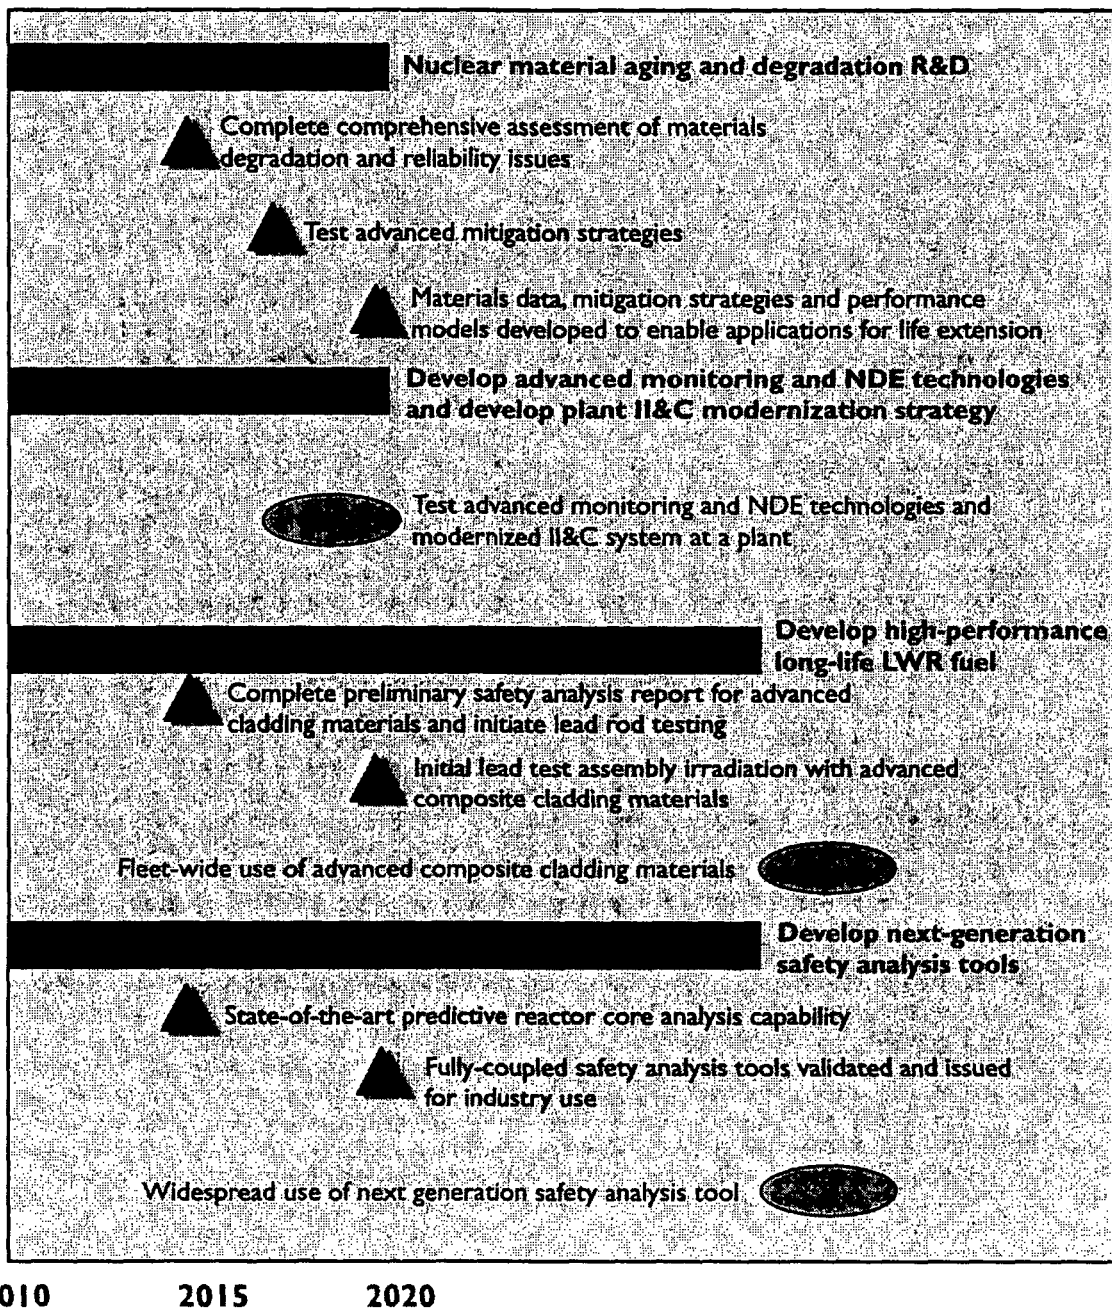 Nuclear material aging and degradation R&D
Complete comprehensive assessment of materials
degradation and reliability issues
Test advanced mitigation strategies
Materials data, mitigation strategies and performance
models developed to enable applications for life extension
Develop advanced monitoring and NDE technologies
and develop plant II&C modernization strategy
Test advanced monitoring and NDE technologies and
modernized II&C system at a plant
Develop high-performance
long-life LWR fuel
Complete preliminary safety analysis report for advanced
cladding materials and initiate lead rod testing
Initial lead test assembly irradiation with advanced
composite cladding materials
Fleet-wide use of advanced composite cladding materials
Develop next-generation
safety analysis tools
State-of-the-art predictive reactor core analysis capability
Fully-coupled safety analysis tools validated and issued
for industry use
Widespread use of next generation safety analysis tool
010 2015 2020